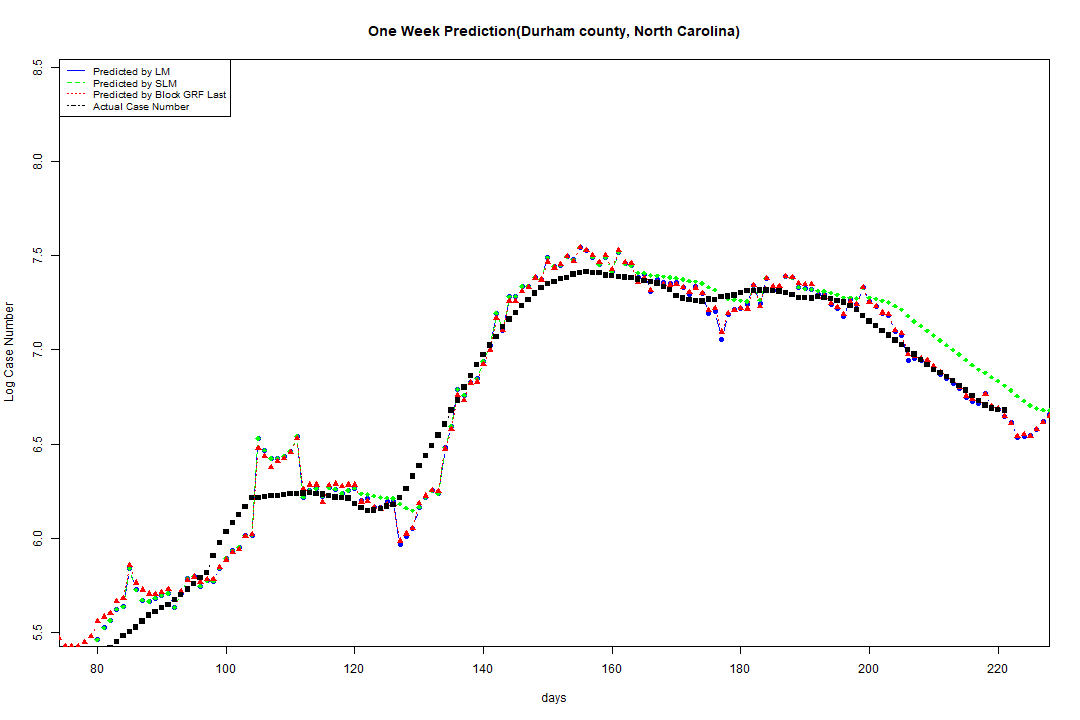 One Week Prediction(Durham county, North Carolina)
Predicted by LM
Predicted by SLM
Predicted by Block GRF Last
Actual Case Number
Log Case Number
8.5
8.0
7.5
7.0
6.5
6.0
5.5
80 100 120 140 160 180 200 220
days